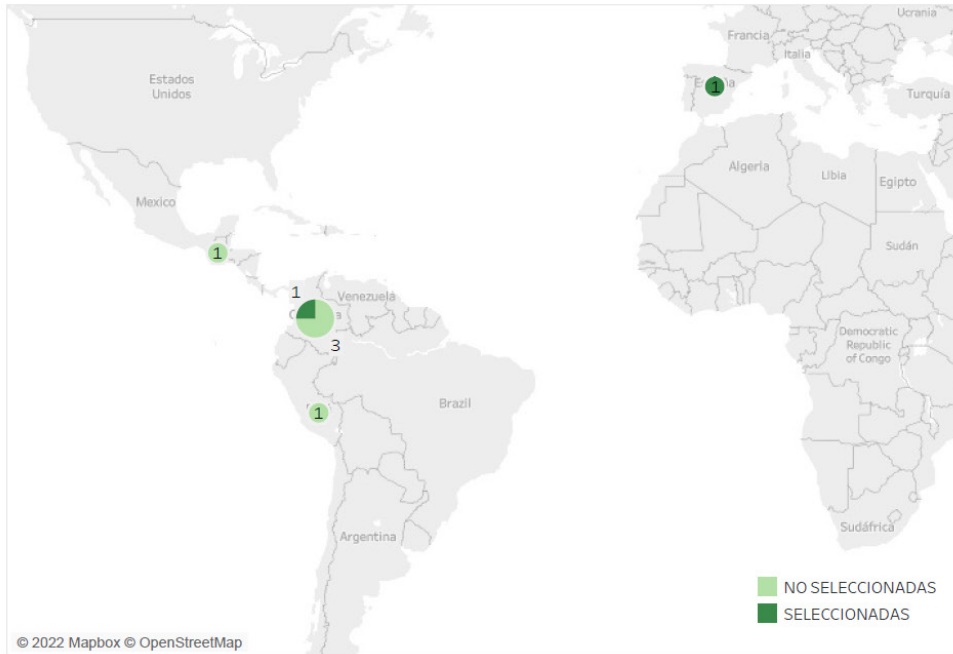 Ucrania
Francia
Italia
Estados
Unidos
1
Turquía
Algeria
Libia
Egipto
Mexico
Sudán
1
1
Venezuela
3
Democratic
Republic
of Congo
Brazil
1
Sudáfrica
Argentina
NO SELECCIONADAS
SELECCIONADAS
© 2022 Mapbox © OpenStreetMap